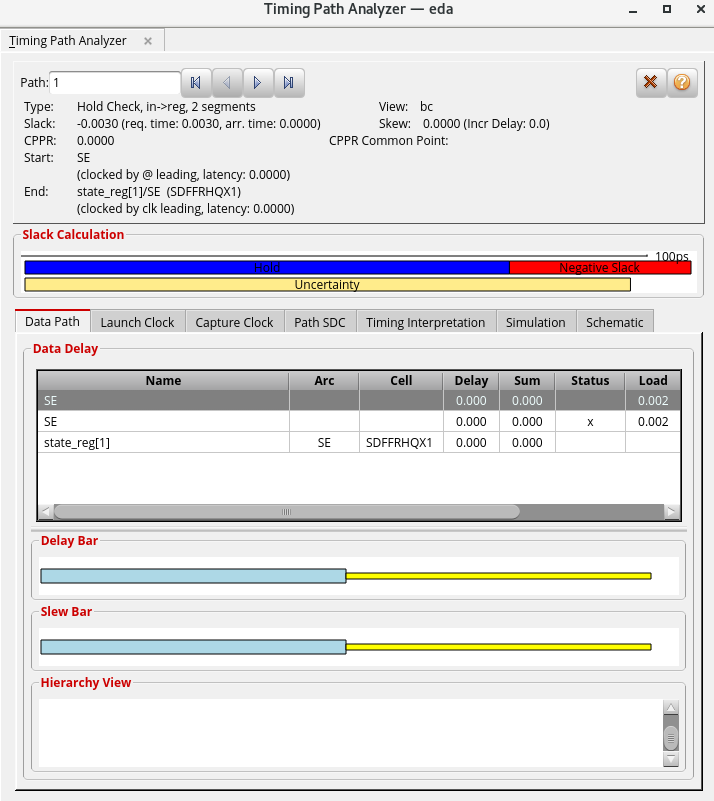 Timing Path Analyzer — eda
Timing Path Analyzer
Path: 1
Type: Hold Check, in->reg, 2 segments View: bc
Slack: -0.0030 (req. time: 0.0030, arr. time: 0.0000) Skew: 0.0000 (Incr Delay: 0.0)
CPPR: 0.0000 CPPR Common Point:
Start: SE
(clocked by @ leading, latency: 0.0000)
End: state_reg[1]/SE (SDFFRHQX1)
(clocked by clk leading, latency: 0.0000)
Slack Calculation
100ps
Hold Negative Slack
Uncertainty
Data Path Launch Clock Capture Clock Path SDC Timing Interpretation Simulation Schematic
Data Delay
Name Arc Cell Delay Sum Status Load
SE 0.000 0.000 0.002
SE 0.000 0.000 x 0.002
state_reg[1] SE SDFFRHQX1 0.000 0.000
Delay Bar
Slew Bar
Hierarchy View